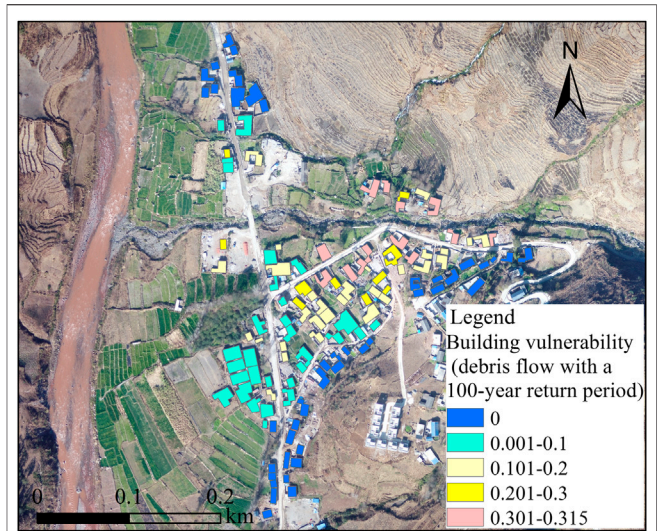 N
Legend
Building vulnerability
(debris flow with a
100-year return period)
0
0.001-0.1
0.101-0.2
0.201-0.3
0.301-0.315
0 0.1 0.2
km